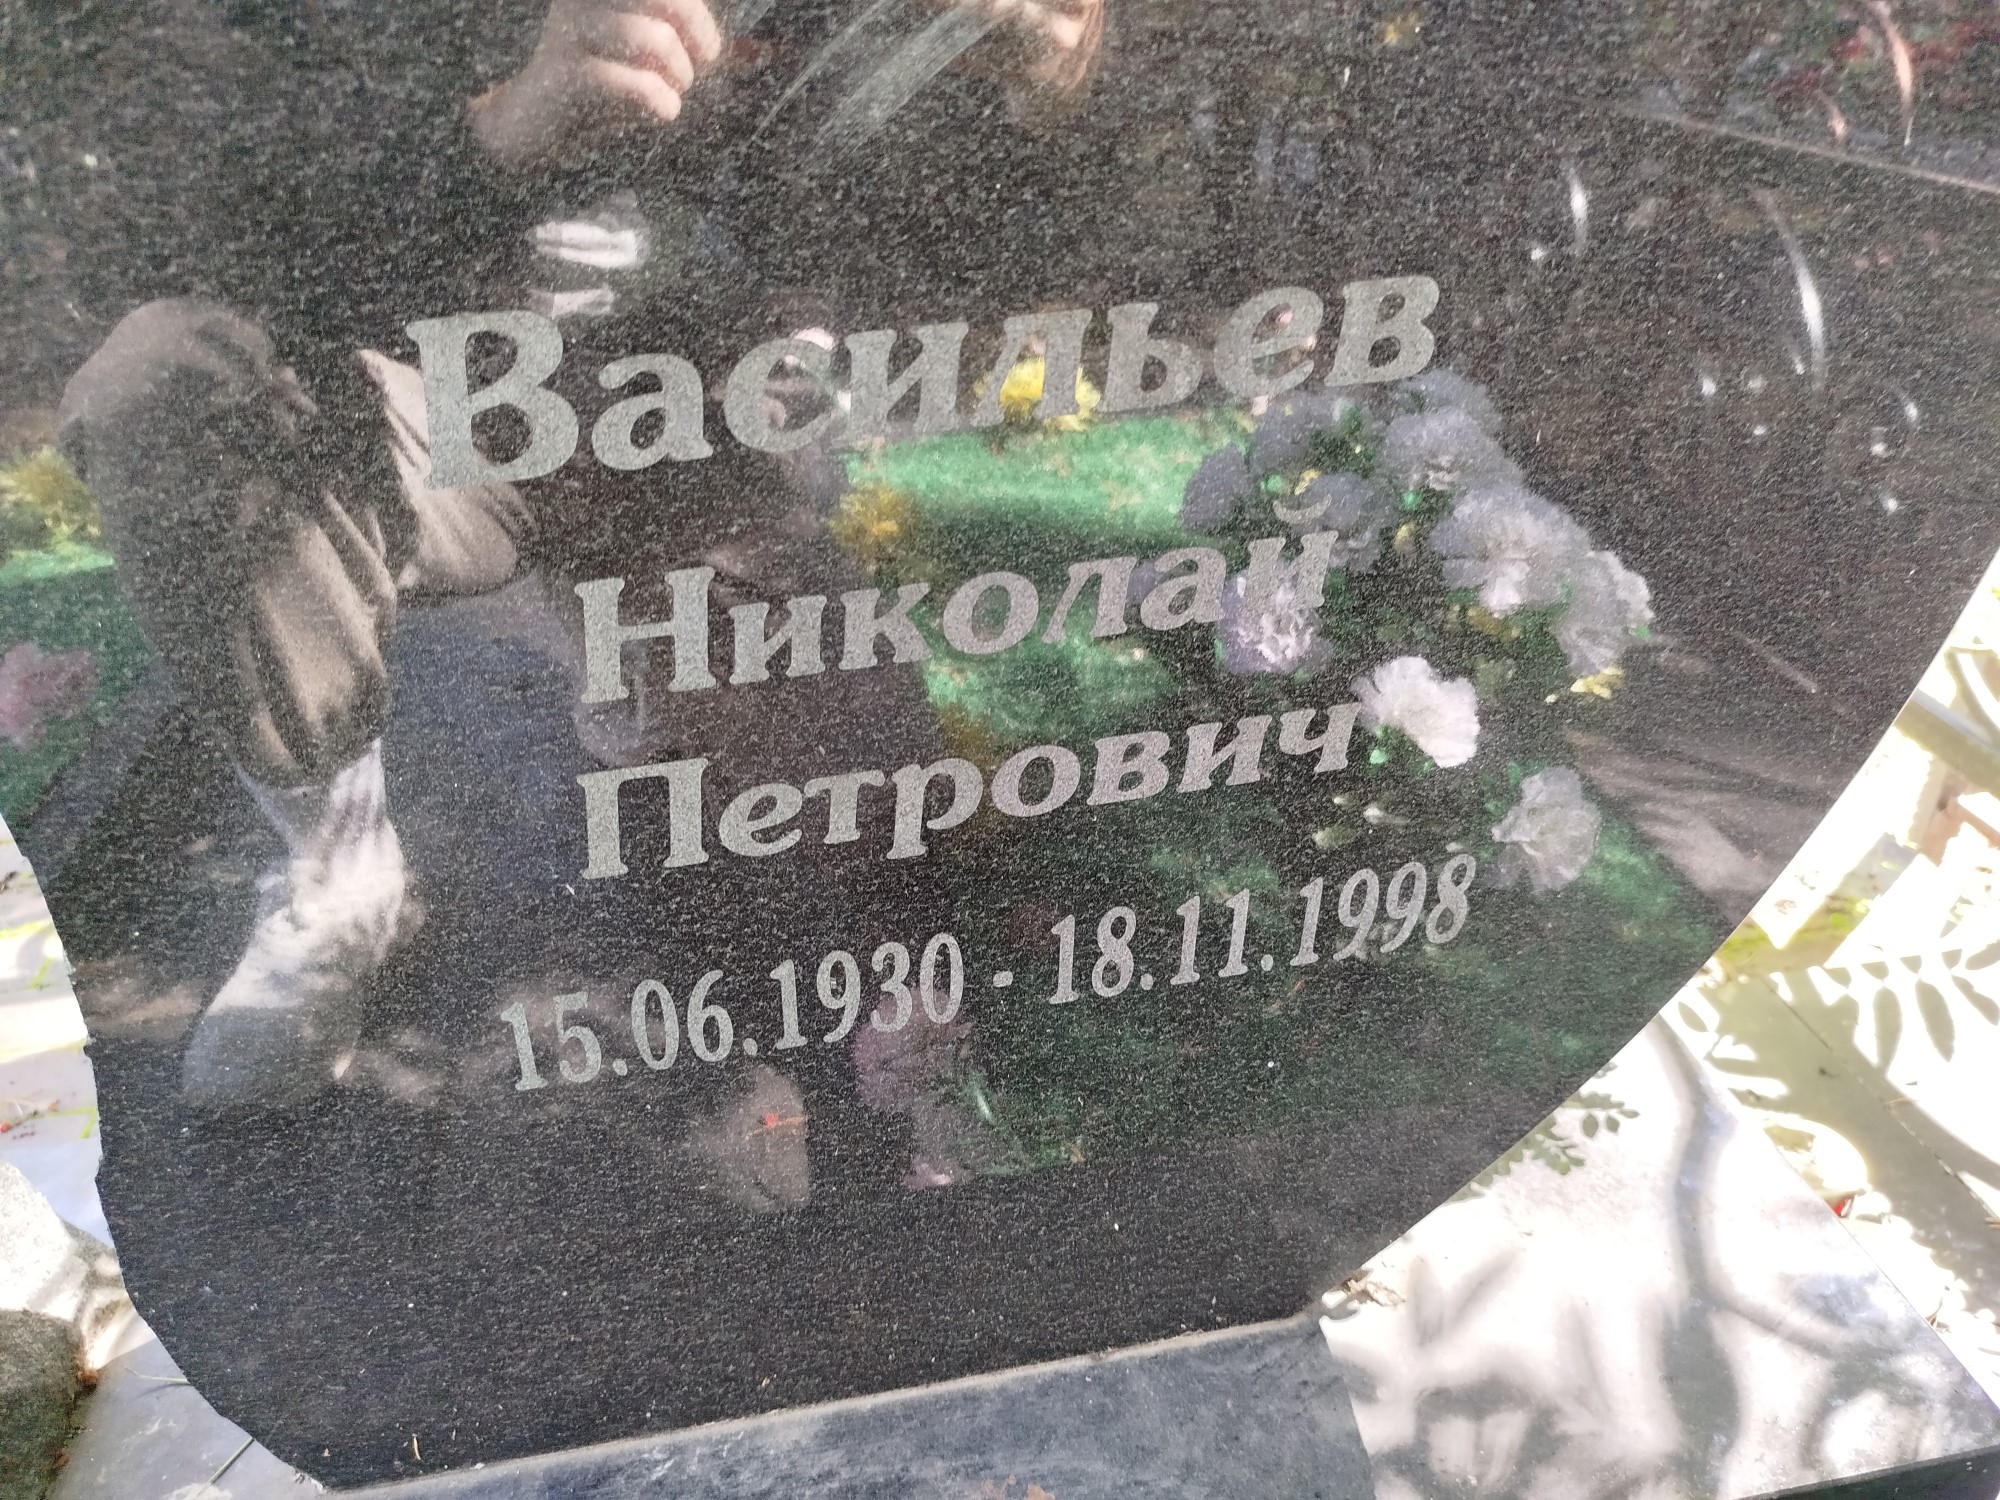 Васильев
Николай
Петрович
15.06.1930 - 18.11.1998